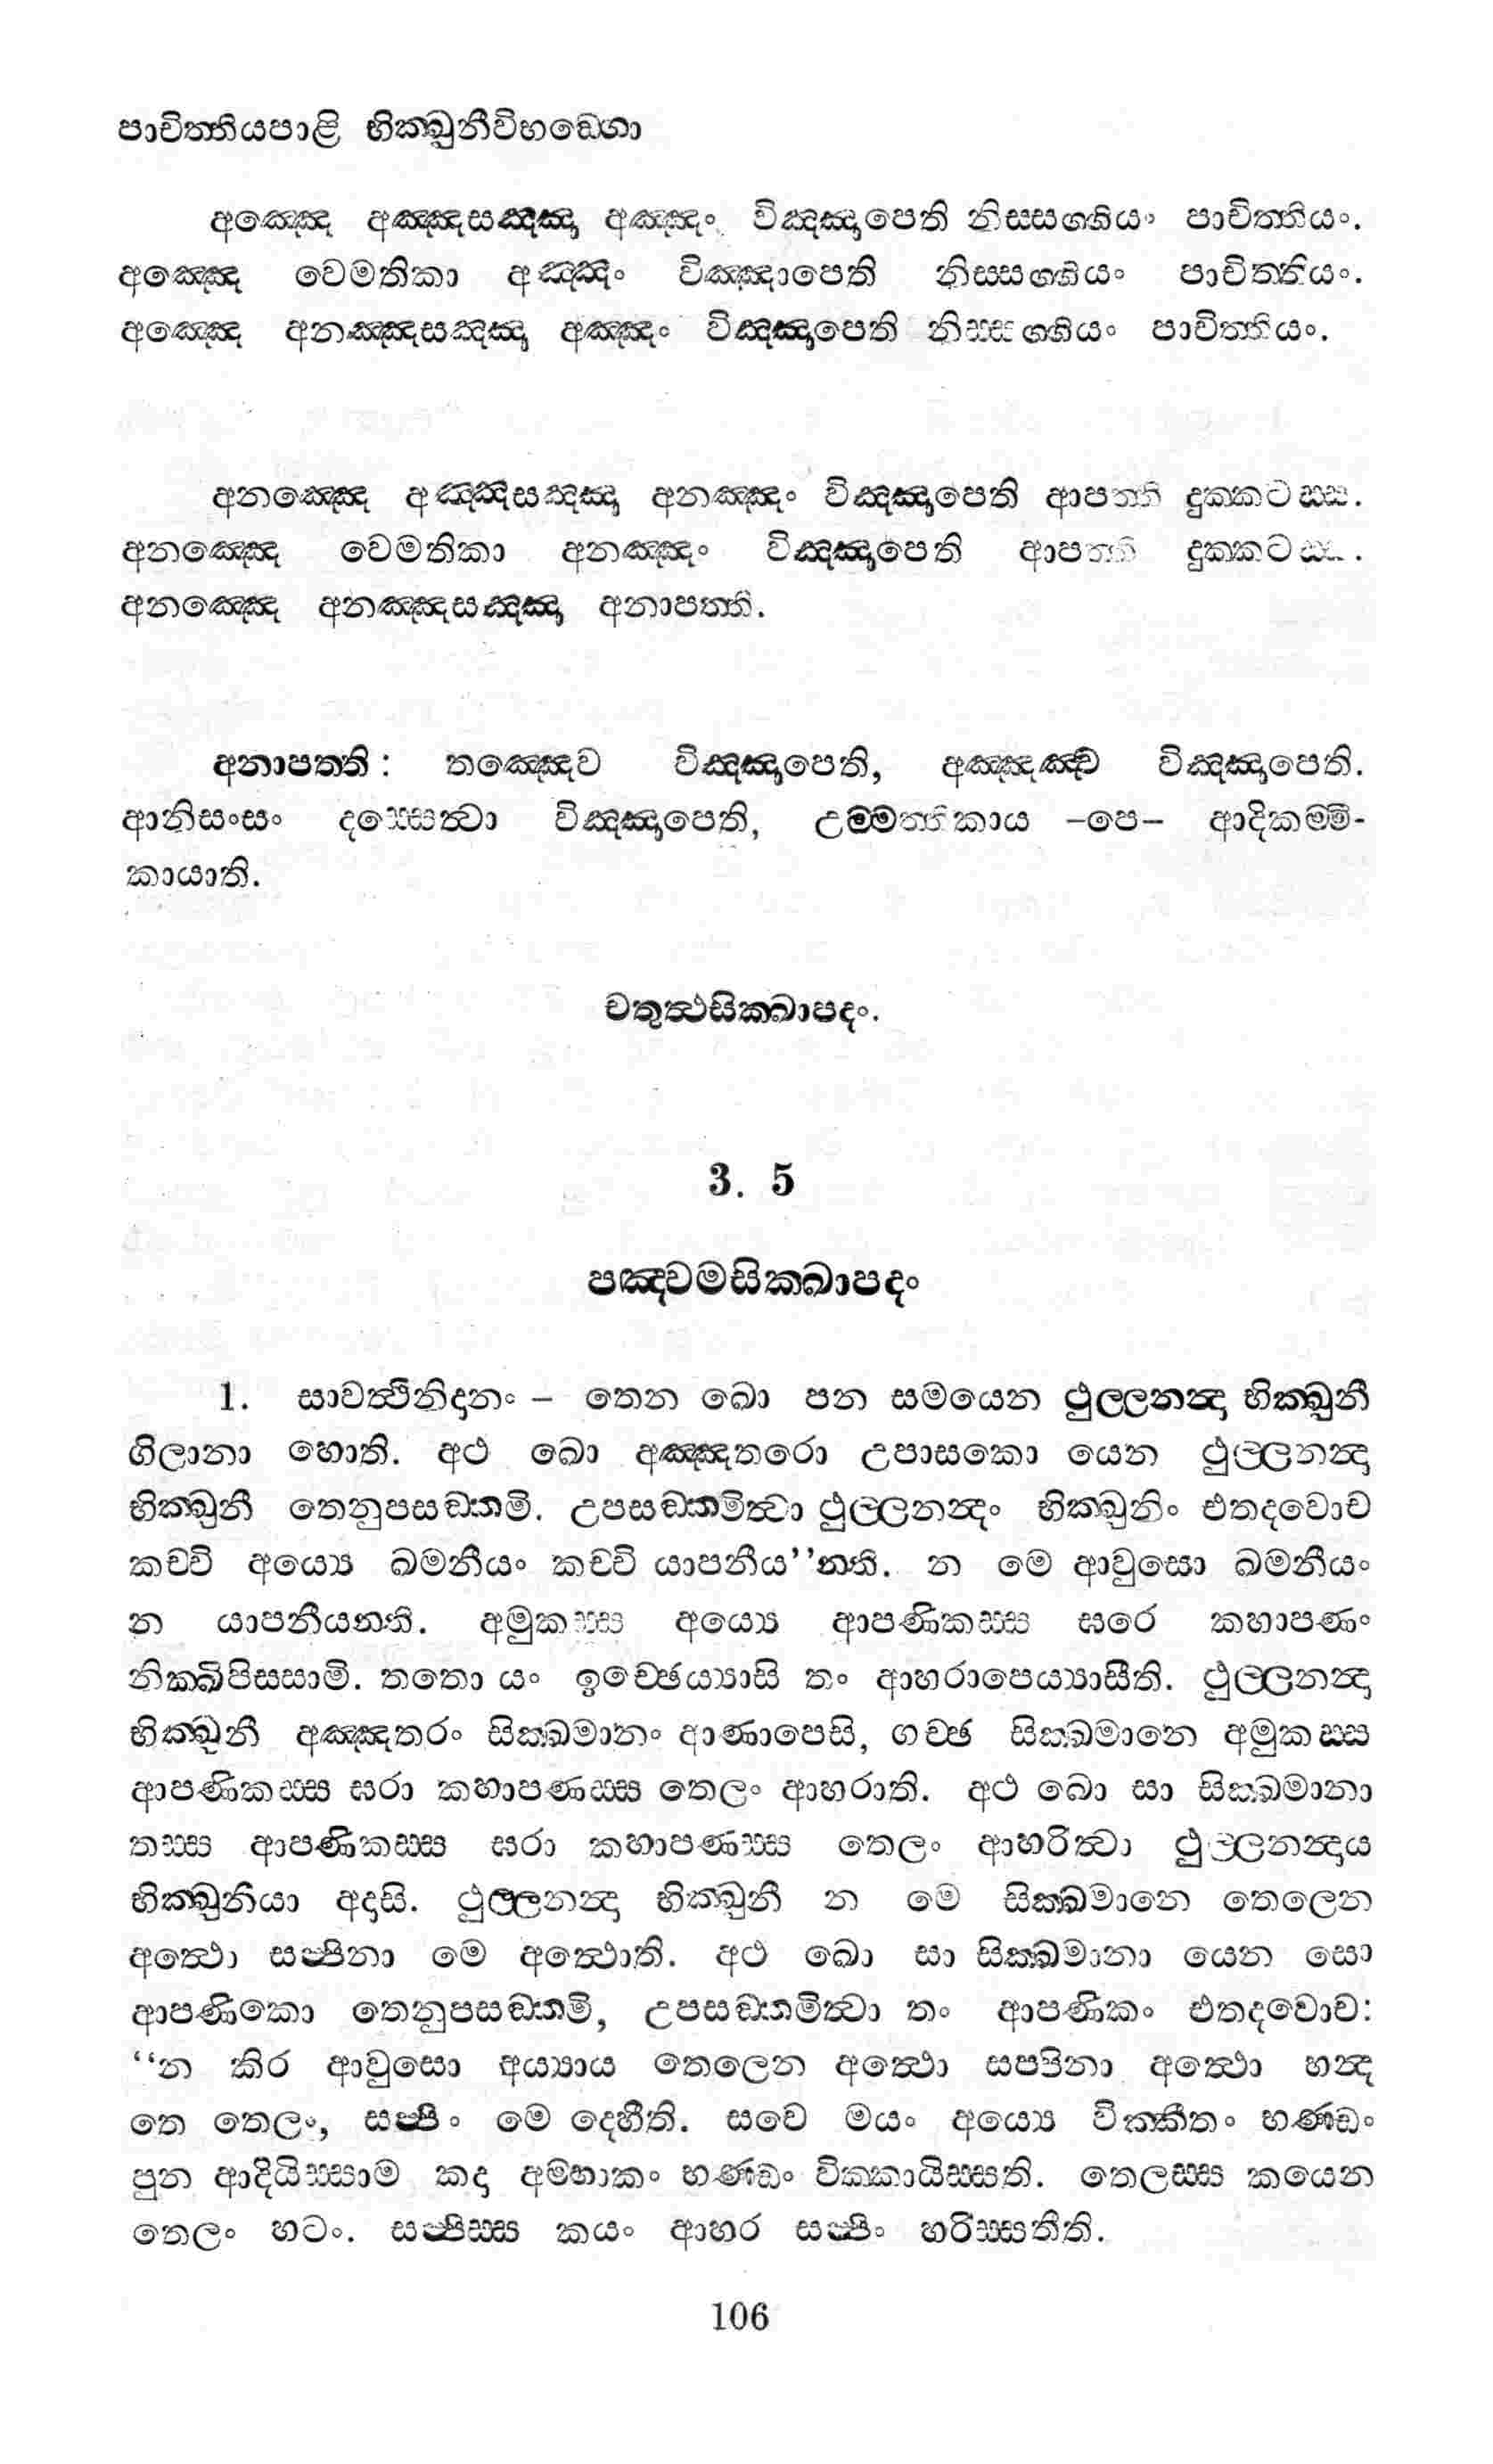 පාචිත්තියපාළි භික්ඛුනීවිභඞ්ගො
අඤ්ඤෙ අඤ්ඤසඤ්ඤා අඤ්ඤං විඤ්ඤාපෙති නිස්සග්ගියං පාචිත්තියං.
අඤ්ඤෙ වෙමතිකා අඤ්ඤං විඤ්ඤාපෙති නිස්සග්ගියං පාචිත්තියං.
අඤ්ඤෙ අනඤ්ඤසඤ්ඤා අඤ්ඤං විඤ්ඤාපෙති නිස්සග්ගියං පාචිත්තියං.
අනඤ්ඤෙ අඤ්ඤසඤ්ඤා අනඤ්ඤං විඤ්ඤාපෙති ආපත්ති දුක්කටස්ස.
අනඤ්ඤෙ වෙමතිකා අනඤ්ඤං විඤ්ඤාපෙති ආපත්ති දුක්කටස්ස.
අනඤ්ඤෙ අනඤ්ඤසඤ්ඤා අනාපත්ති.
අනාපත්ති: තඤ්ඤෙව විඤ්ඤාපෙති, අඤ්ඤඤ්ච විඤ්ඤාපෙති.
ආනිසංසං දස්සෙත්වා විඤ්ඤාපෙති, උම්මත්තිකාය –පෙ– ආදිකම්මි-
කායාති.
චතුත්ථසික්ඛාපදං.
3. 5
පඤ්චමසික්ඛාපදං
1. සාවත්ථිනිදානං – තෙන ඛො පන සමයෙන ථුල්ලනන්දා භික්ඛුනී
ගිලානා හොති. අථ ඛො අඤ්ඤතරො උපාසකො යෙන ථුල්ලනන්දා
භික්ඛුනී තෙනුපසඞ්කමි. උපසඞ්කමිත්වා ථුල්ලනන්දං භික්ඛුනිං එතදවොච
කච්චි අය්යෙ ඛමනීයං කච්චි යාපනීය’’න්ති. න මෙ ආවුසො ඛමනීයං
න යාපනීයන්ති. අමුකස්ස අය්යෙ ආපණිකස්ස ඝරෙ කහාපණං
නික්ඛිපිස්සාමි. තතො යං ඉච්ඡෙය්යාසි තං ආහරාපෙය්යාසීති. ථුල්ලනන්දා
භික්ඛුනී අඤ්ඤතරං සික්ඛමානං ආණාපෙසි, ගච්ඡ සික්ඛමානෙ අමුකස්ස
ආපණිකස්ස ඝරා කහාපණස්ස තෙලං ආහරාති. අථ ඛො සා සික්ඛමානා
තස්ස ආපණිකස්ස ඝරා කහාපණස්ස තෙලං ආහරිත්වා ථුල්ලනන්දාය
භික්ඛුනියා අදාසි. ථුල්ලනන්දා භික්ඛුනී න මෙ සික්ඛමානෙ තෙලෙන
අත්ථො සප්පිනා මෙ අත්ථොති. අථ ඛො සා සික්ඛමානා යෙන සො
ආපණිකො තෙනුපසඞ්කමි, උපසඞ්කමිත්වා තං ආපණිකං එතදවොච:
‘‘න කිර ආවුසො අය්යාය තෙලෙන අත්ථො සප්පිනා අත්ථො හන්ද
තෙ තෙලං, සප්පිං මෙ දෙහීති. සචෙ මයං අය්යෙ වික්කීතං භණ්ඩං
පුන ආදියිස්සාම කදා අම්හාකං භණ්ඩං වික්කායිස්සති. තෙලස්ස කයෙන
තෙලං හටං. සප්පිස්ස කයං ආහර සප්පිං හරිස්සතීති.
106